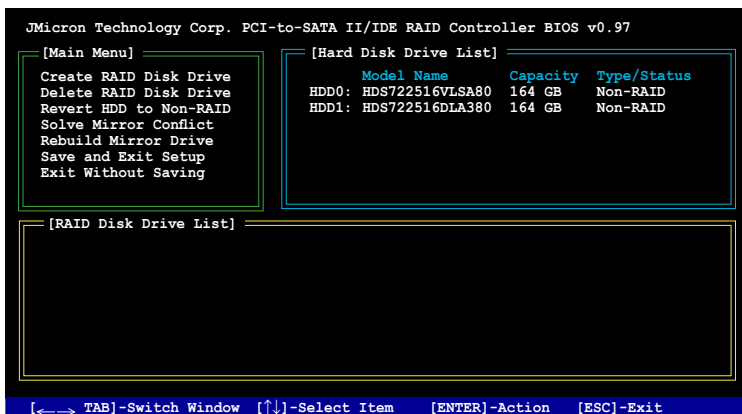 JMicron Technology Corp. PCI-to-SATA II/IDE RAID Controller BIOS v0.97
[Main Menu]
Create RAID Disk Drive
Delete RAID Disk Drive
Revert HDD to Non-RAID
Solve Mirror Conflict
Rebuild Mirror Drive
Save and Exit Setup
Exit Without Saving
[Hard Disk Drive List]
Model Name Capacity Type/Status
HDD0: HDS722516VLSA80 164 GB Non-RAID
HDD1: HDS722516DLA380 164 GB Non-RAID
[RAID Disk Drive List]
[←→ TAB]-Switch Window [↑↓]-Select Item [ENTER]-Action [ESC]-Exit